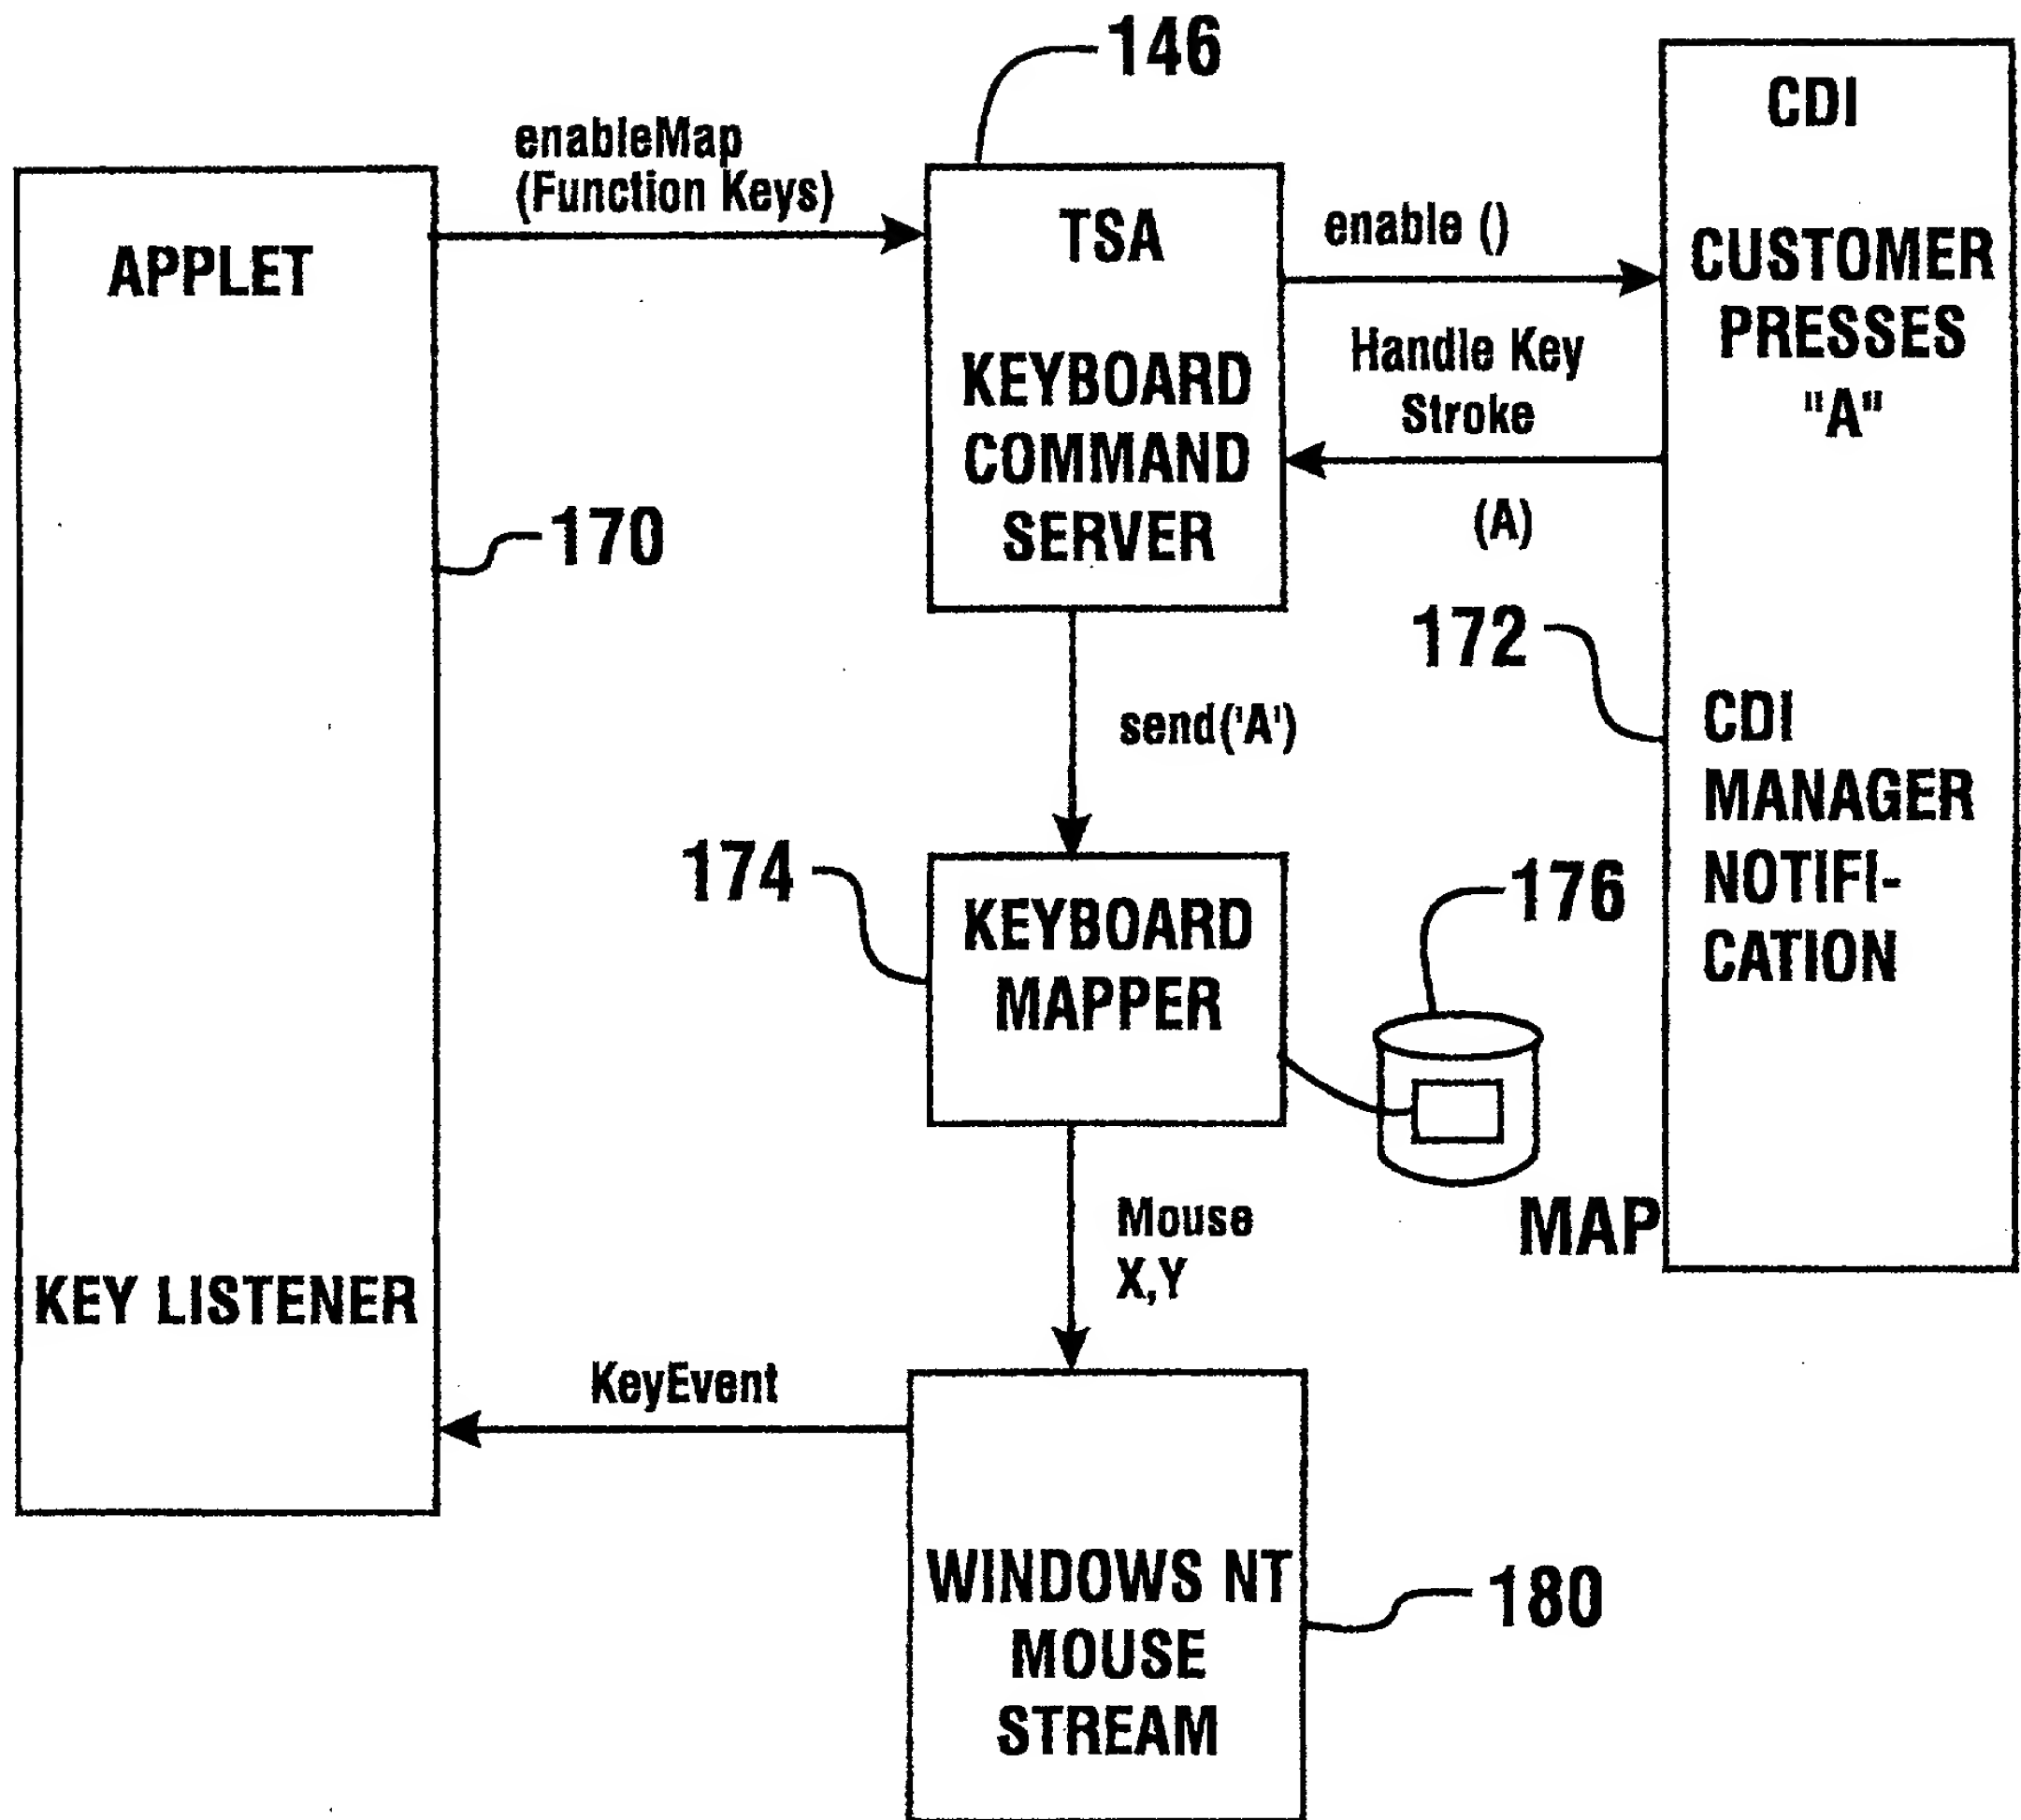 146
enableMap
(Function Keys)
APPLET
170
KEY LISTENER
TSA
KEYBOARD
COMMAND
SERVER
enable ()
Handle Key
Stroke
(A)
CDI
CUSTOMER
PRESSES
"A"
172
CDI
MANAGER
NOTIFI-
CATION
send('A')
174
KEYBOARD
MAPPER
176
MAP
Mouse
X,Y
KeyEvent
WINDOWS NT
MOUSE
STREAM
180